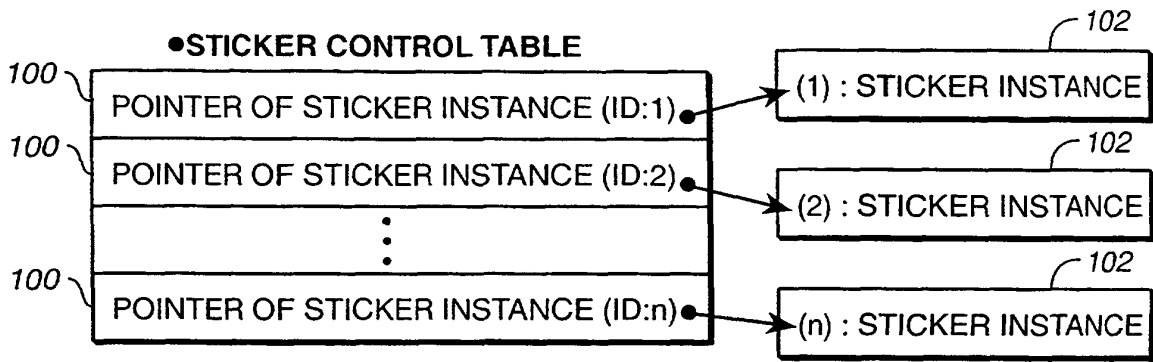 ●STICKER CONTROL TABLE
100
POINTER OF STICKER INSTANCE (ID:1)
100
POINTER OF STICKER INSTANCE (ID:2)
100
POINTER OF STICKER INSTANCE (ID:n)
102
(1) : STICKER INSTANCE
102
(2) : STICKER INSTANCE
102
(n) : STICKER INSTANCE